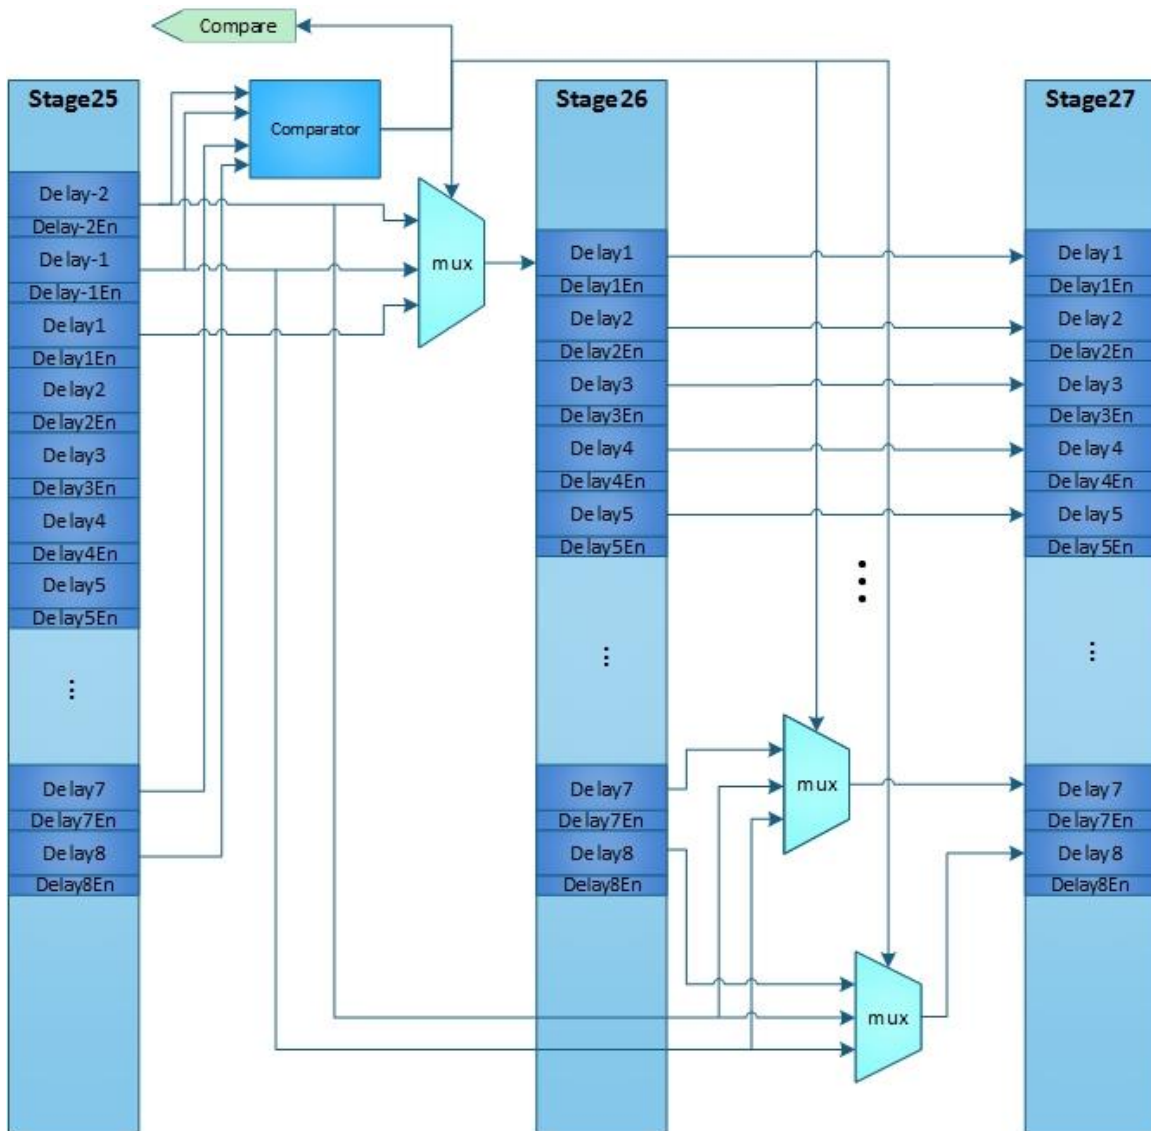 Compare
Stage25
Comparator
Stage26
Stage27
Delay-2
Delay-2En
Delay-1
Delay-1En
Delay1
Delay1En
Delay2
Delay2En
Delay3
Delay3En
Delay4
Delay4En
Delay5
Delay5En
...
Delay7
Delay7En
Delay8
Delay8En
mux
Delay1
Delay1En
Delay2
Delay2En
Delay3
Delay3En
Delay4
Delay4En
Delay5
Delay5En
...
Delay7
Delay7En
Delay8
Delay8En
...
mux
mux
Delay1
Delay1En
Delay2
Delay2En
Delay3
Delay3En
Delay4
Delay4En
Delay5
Delay5En
...
Delay7
Delay7En
Delay8
Delay8En